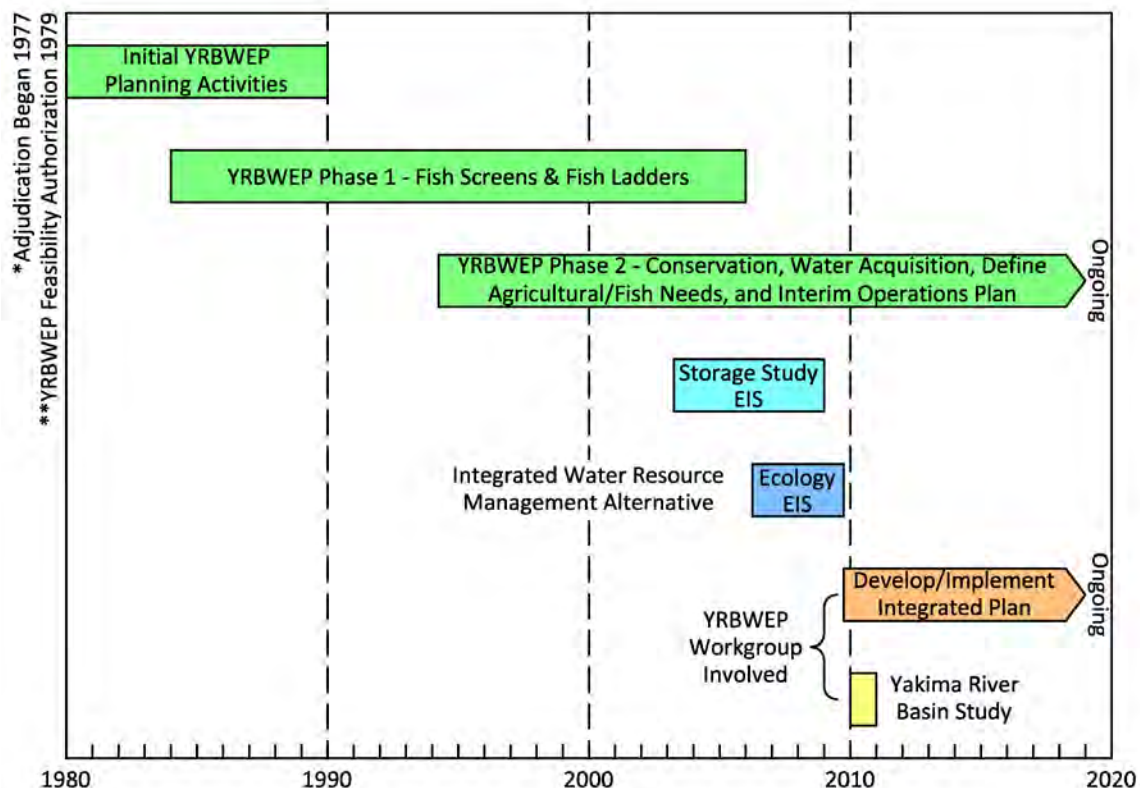 *Adjudication Began 1977
**YRBWEP Feasibility Authorization 1979
Initial YRBWEP
Planning Activities
YRBWEP Phase 1 - Fish Screens & Fish Ladders
YRBWEP Phase 2 - Conservation, Water Acquisition, Define
Agricultural/Fish Needs, and Interim Operations Plan
Ongoing
Storage Study
EIS
Integrated Water Resource
Management Alternative
Ecology
EIS
Develop/Implement
Integrated Plan
Ongoing
YRBWEP
Workgroup
Involved
Yakima River
Basin Study
1980 1990 2000 2010 2020